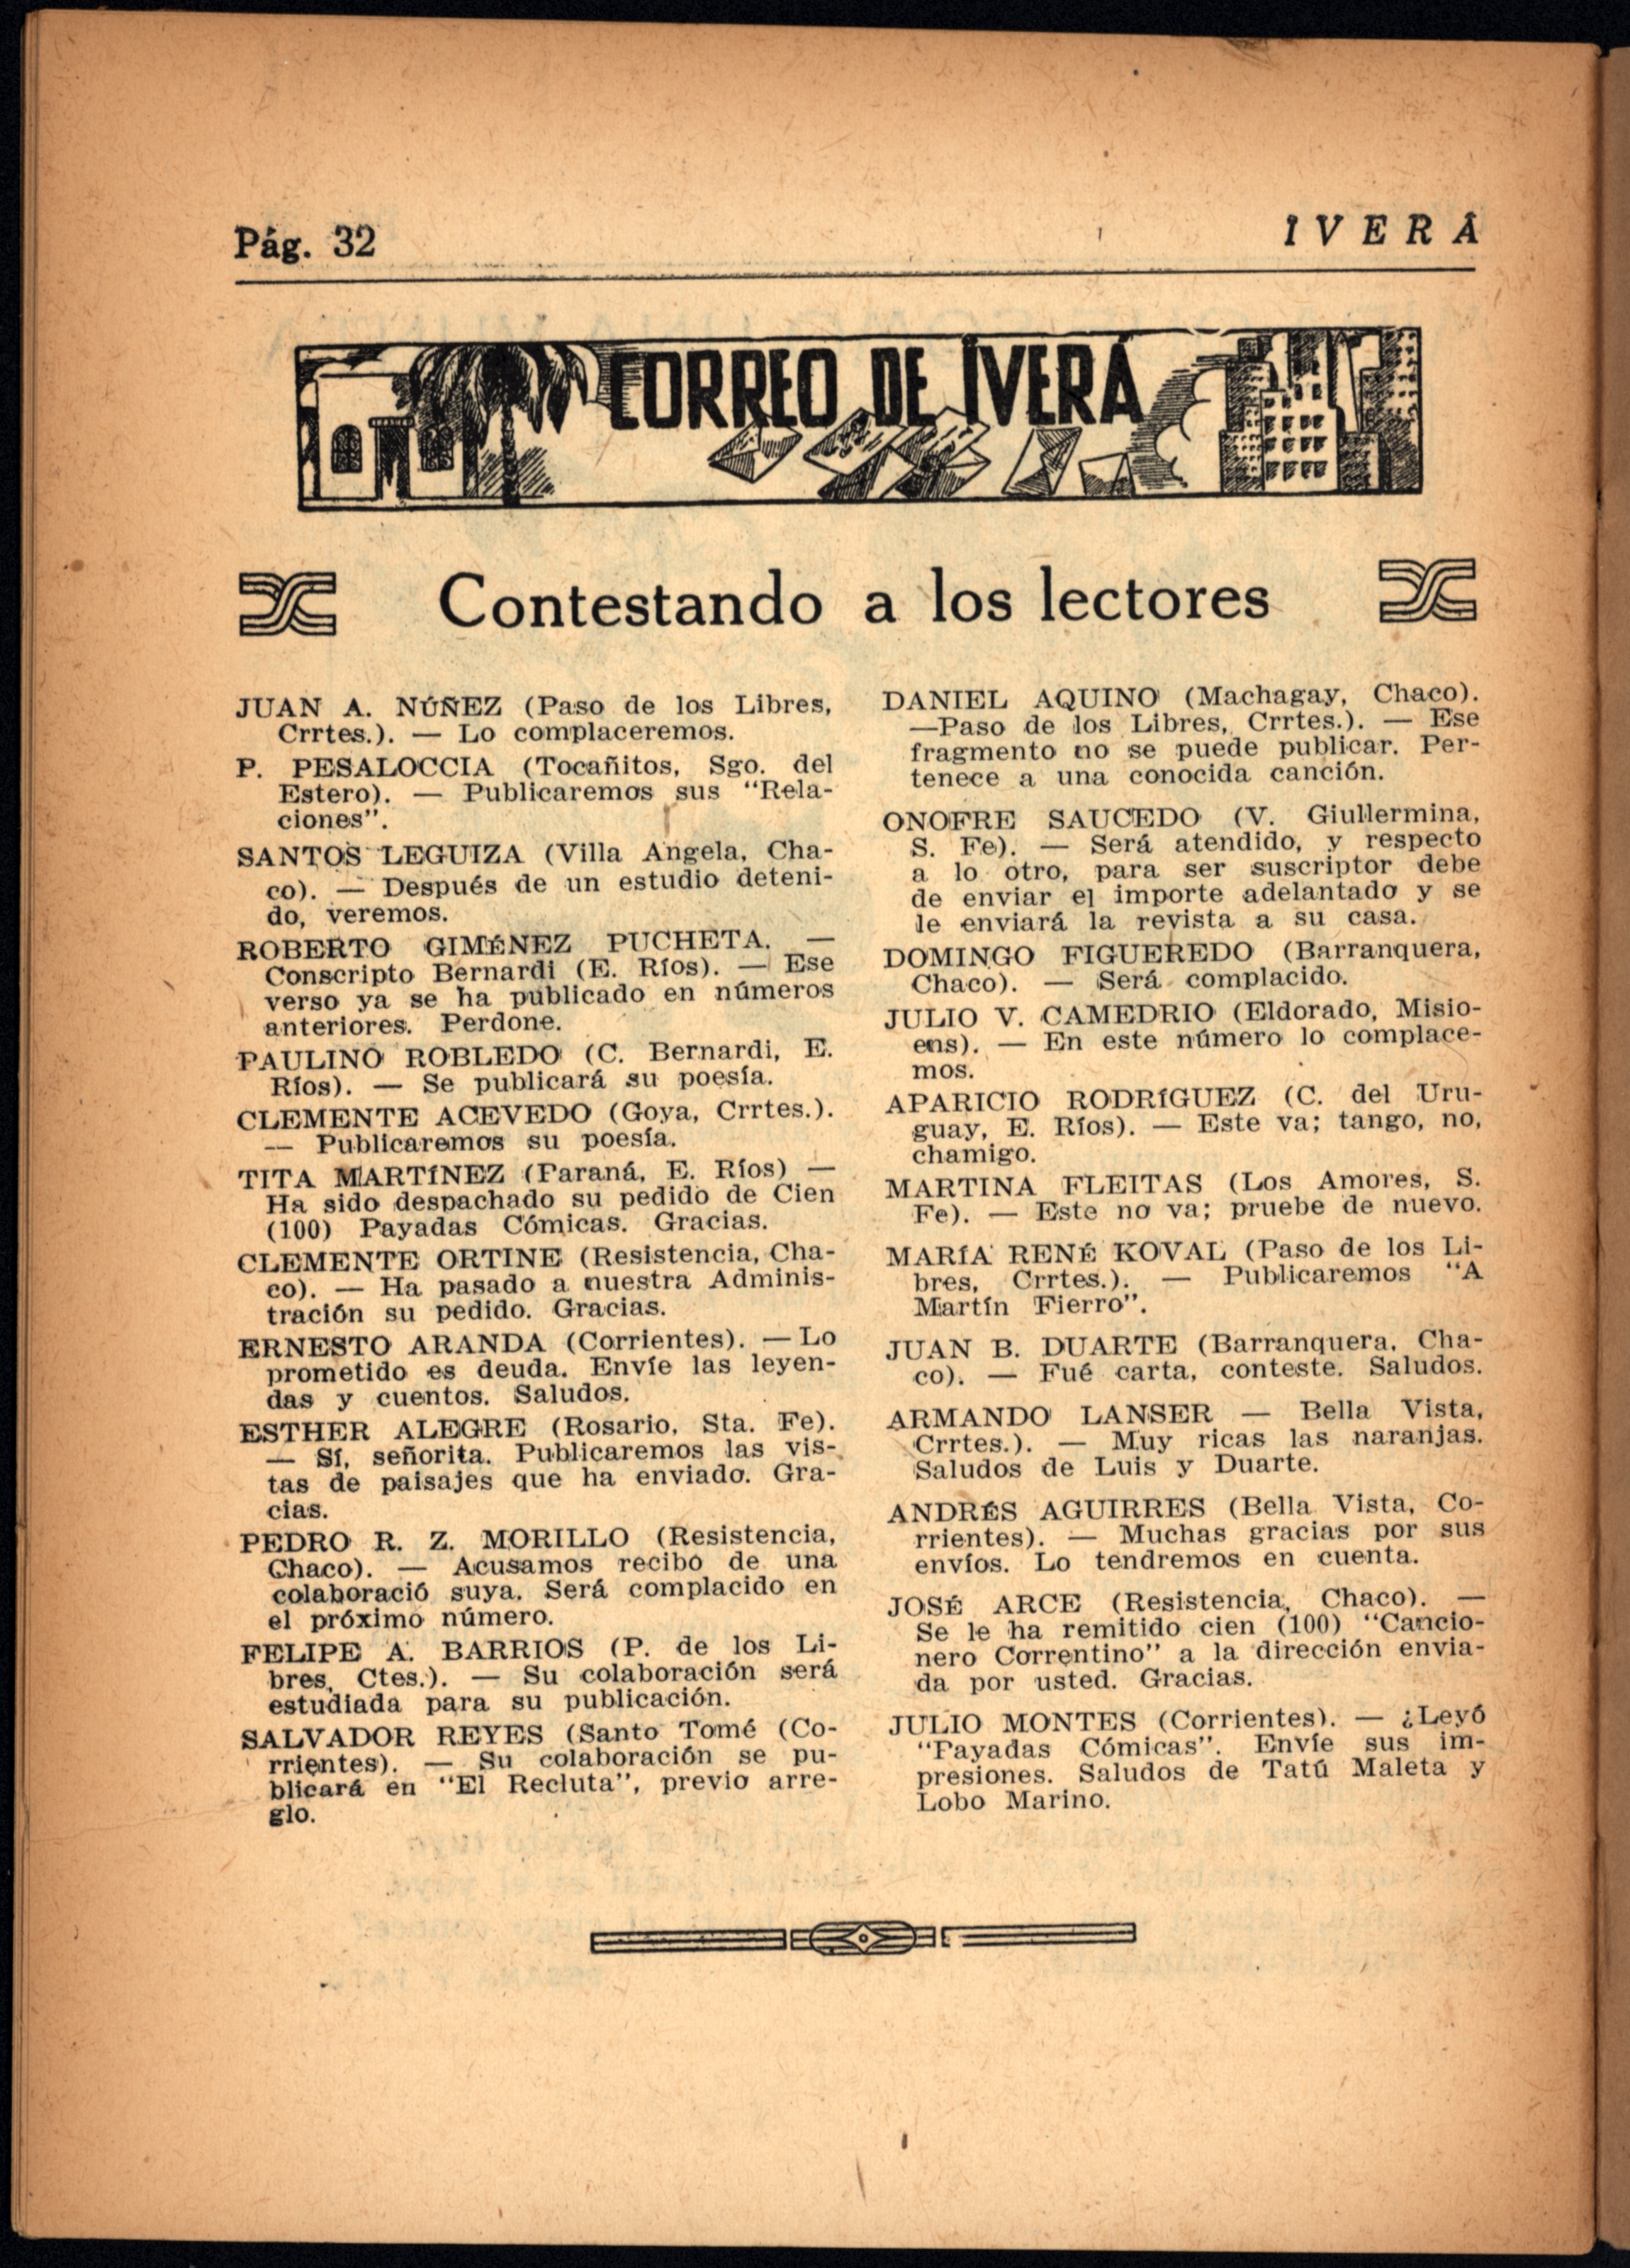 Pág. 32
IVERÁ
CORREO DE IVERÁ
Contestando a los lectores
JUAN A. NÚÑEZ (Paso de los Libres,
Crrtes.). — Lo complaceremos.
P. PESALOCCIA (Tocañitos, Sgo. del
Estero). — Publicaremos sus "Rela-
ciones".
SANTOS LEGUIZA (Villa Angela, Cha-
co). — Después de un estudio deteni-
do, veremos.
ROBERTO GIMÉNEZ PUCHETA. —
Conscripto Bernardi (E. Ríos). — Ese
verso ya se ha publicado en números
anteriores. Perdone.
PAULINO ROBLEDO (C. Bernardi, E.
Ríos). — Se publicará su poesía.
CLEMENTE ACEVEDO (Goya, Crrtes.).
— Publicaremos su poesía.
TITA MARTÍNEZ (Paraná, E. Ríos) —
Ha sido despachado su pedido de Cien
(100) Payadas Cómicas. Gracias.
CLEMENTE ORTINE (Resistencia, Cha-
co). — Ha pasado a nuestra Adminis-
tración su pedido. Gracias.
ERNESTO ARANDA (Corrientes). — Lo
prometido es deuda. Envíe las leyen-
das y cuentos. Saludos.
ESTHER ALEGRE (Rosario, Sta. Fe).
— Sí, señorita. Publicaremos las vis-
tas de paisajes que ha enviado. Gra-
cias.
PEDRO R. Z. MORILLO (Resistencia,
Chaco). — Acusamos recibo de una
colaboració suya. Será complacido en
el próximo número.
FELIPE A. BARRIOS (P. de los Li-
bres, Ctes.). — Su colaboración será
estudiada para su publicación.
SALVADOR REYES (Santo Tomé (Co-
rrientes). — Su colaboración se pu-
blicará en "El Recluta", previo arre-
glo.
DANIEL AQUINO (Machagay, Chaco).
—Paso de los Libres, Crrtes.). — Ese
fragmento no se puede publicar. Per-
tenece a una conocida canción.
ONOFRE SAUCEDO (V. Giullermina,
S. Fe). — Será atendido, y respecto
a lo otro, para ser suscriptor debe
de enviar el importe adelantado y se
le enviará la revista a su casa.
DOMINGO FIGUEREDO (Barranquera,
Chaco). — Será complacido.
JULIO V. CAMEDRIO (Eldorado, Misio-
ens). — En este número lo complace-
mos.
APARICIO RODRÍGUEZ (C. del Uru-
guay, E. Ríos). — Este va; tango, no,
chamigo.
MARTINA FLEITAS (Los Amores, S.
Fe). — Este no va; pruebe de nuevo.
MARÍA RENÉ KOVAL (Paso de los Li-
bres, Crrtes.). — Publicaremos "A
Martín Fierro".
JUAN B. DUARTE (Barranquera, Cha-
co). — Fué carta, conteste. Saludos.
ARMANDO LANSER — Bella Vista,
Crrtes.). — Muy ricas las naranjas.
Saludos de Luis y Duarte.
ANDRÉS AGUIRRES (Bella Vista, Co-
rrientes). — Muchas gracias por sus
envíos. Lo tendremos en cuenta.
JOSÉ ARCE (Resistencia, Chaco). —
Se le ha remitido cien (100) "Cancio-
nero Correntino" a la dirección envia-
da por usted. Gracias.
JULIO MONTES (Corrientes). — ¿Leyó
"Payadas Cómicas". Envíe sus im-
presiones. Saludos de Tatú Maleta y
Lobo Marino.